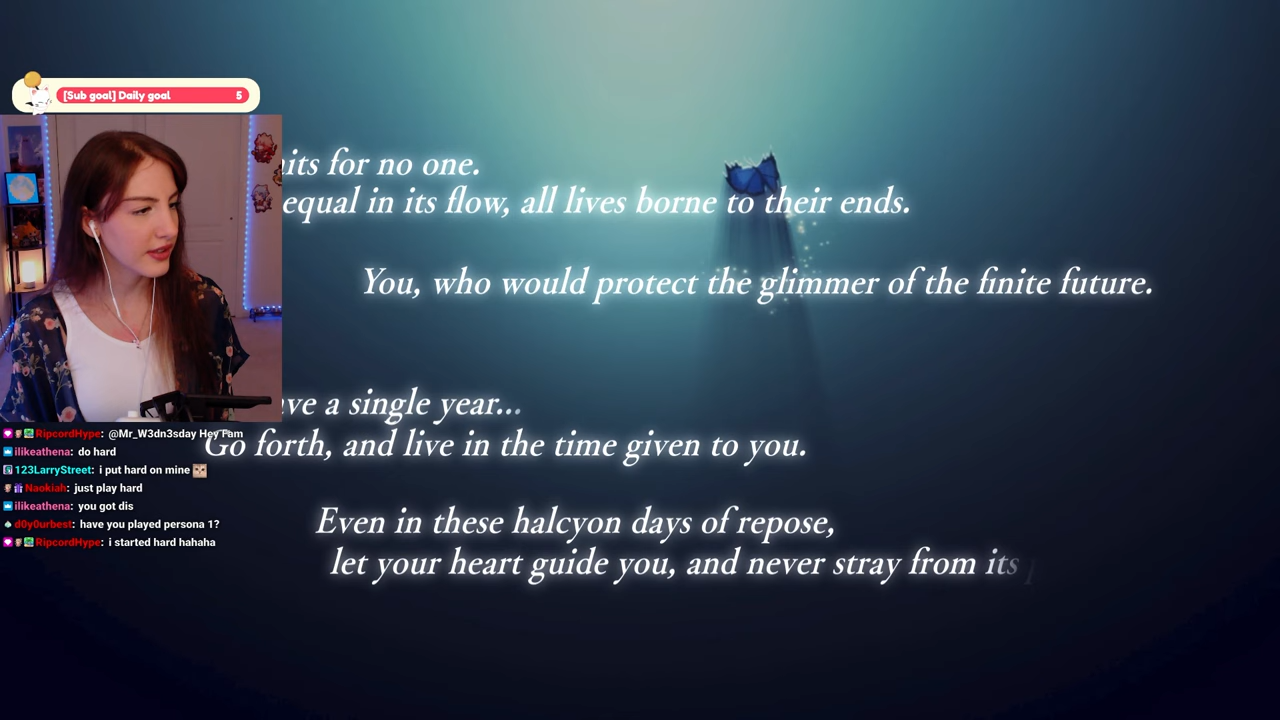 [Sub goal] Daily goal 5
its for no one.
equal in its flow, all lives borne to their ends.
You, who would protect the glimmer of the finite future.
ve a single year...
Go forth, and live in the time given to you.
Even in these halcyon days of repose,
let your heart guide you, and never stray from its
RipcordHype: @Mr_W3dn3sday Hey Fam
ilikeathena: do hard
123LarryStreet: i put hard on mine
Naokiah: just play hard
ilikeathena: you got dis
d0y0urbest: have you played persona 1?
RipcordHype: i started hard hahaha